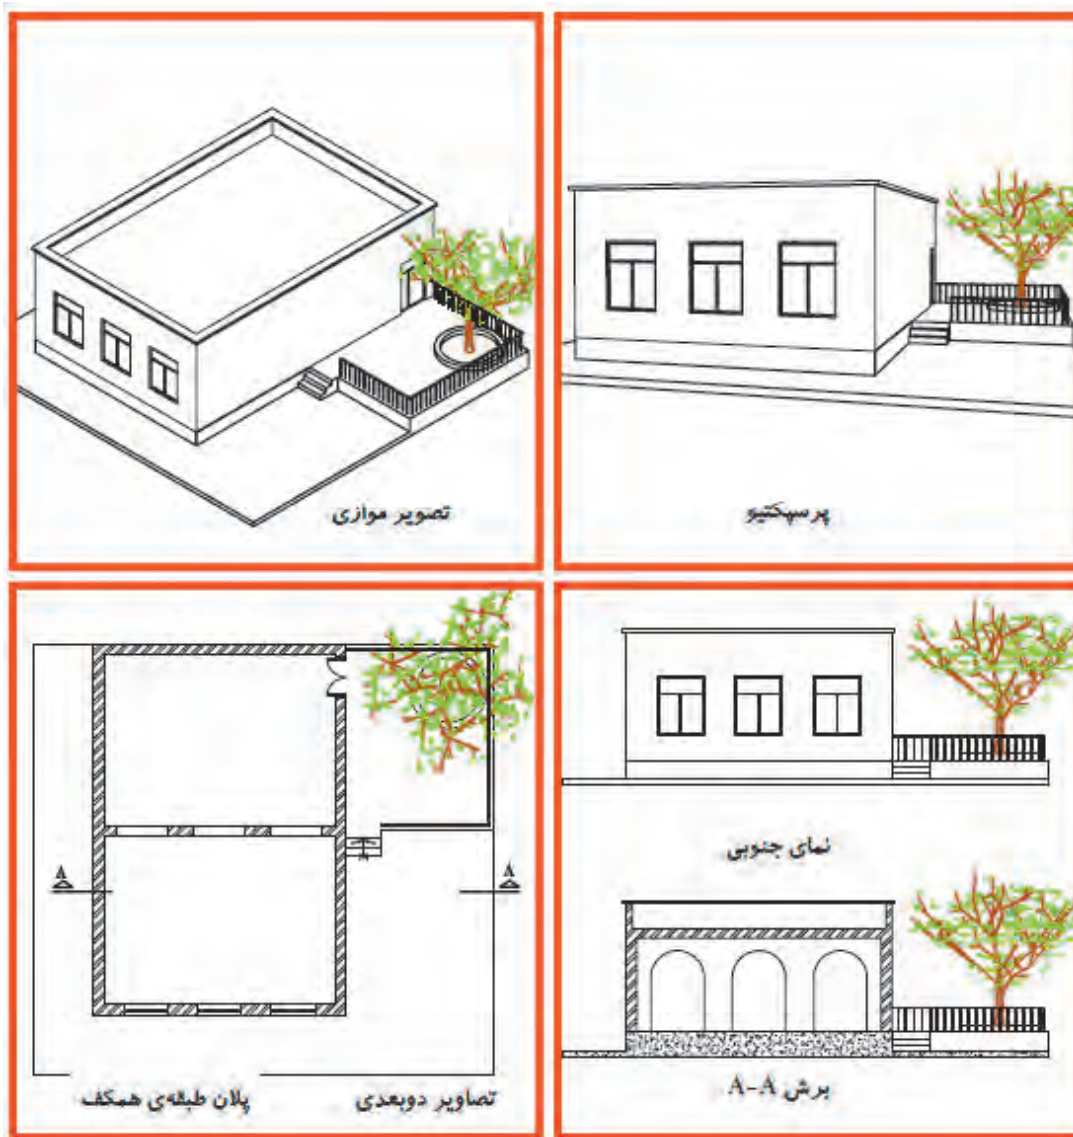 پرسپکتیو
تصویر موازی
نمای جنوبی
A
A
برش A-A
تصاویر دوبعدی
پلان طبقه‌ی همکف